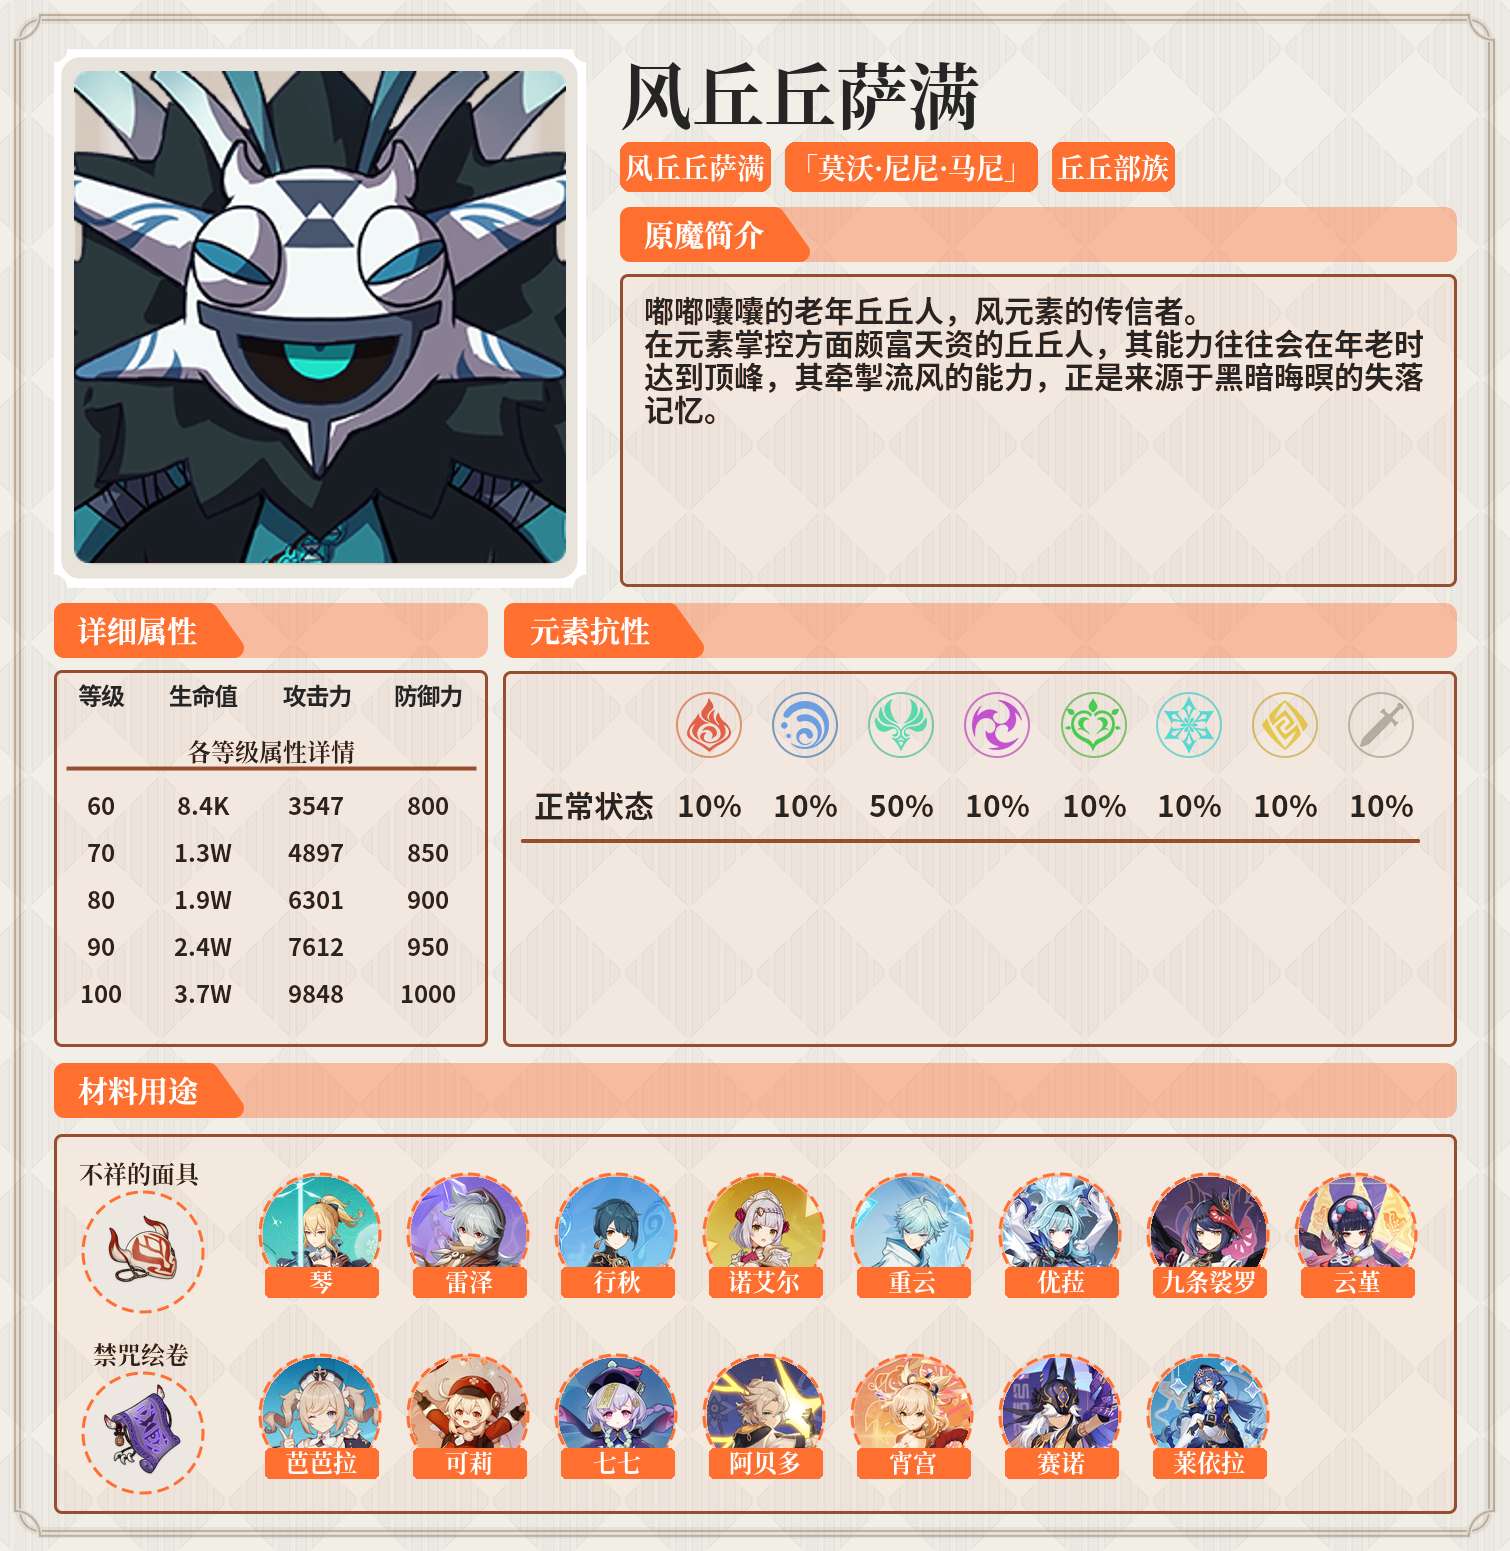 风丘丘萨满
风丘丘萨满 「莫沃·尼尼·马尼」 丘丘部族
原魔简介
嘟嘟囔囔的老年丘丘人，风元素的传信者。
在元素掌控方面颇富天资的丘丘人，其能力往往会在年老时
达到顶峰，其牵掣流风的能力，正是来源于黑暗晦暝的失落
记忆。
详细属性
等级 生命值 攻击力 防御力
各等级属性详情
60 8.4K 3547 800
70 1.3W 4897 850
80 1.9W 6301 900
90 2.4W 7612 950
100 3.7W 9848 1000
元素抗性
正常状态 10% 10% 50% 10% 10% 10% 10% 10%
材料用途
不祥的面具
琴 雷泽 行秋 诺艾尔 重云 优菈 九条裟罗 云堇
禁咒绘卷
芭芭拉 可莉 七七 阿贝多 宵宫 赛诺 莱依拉